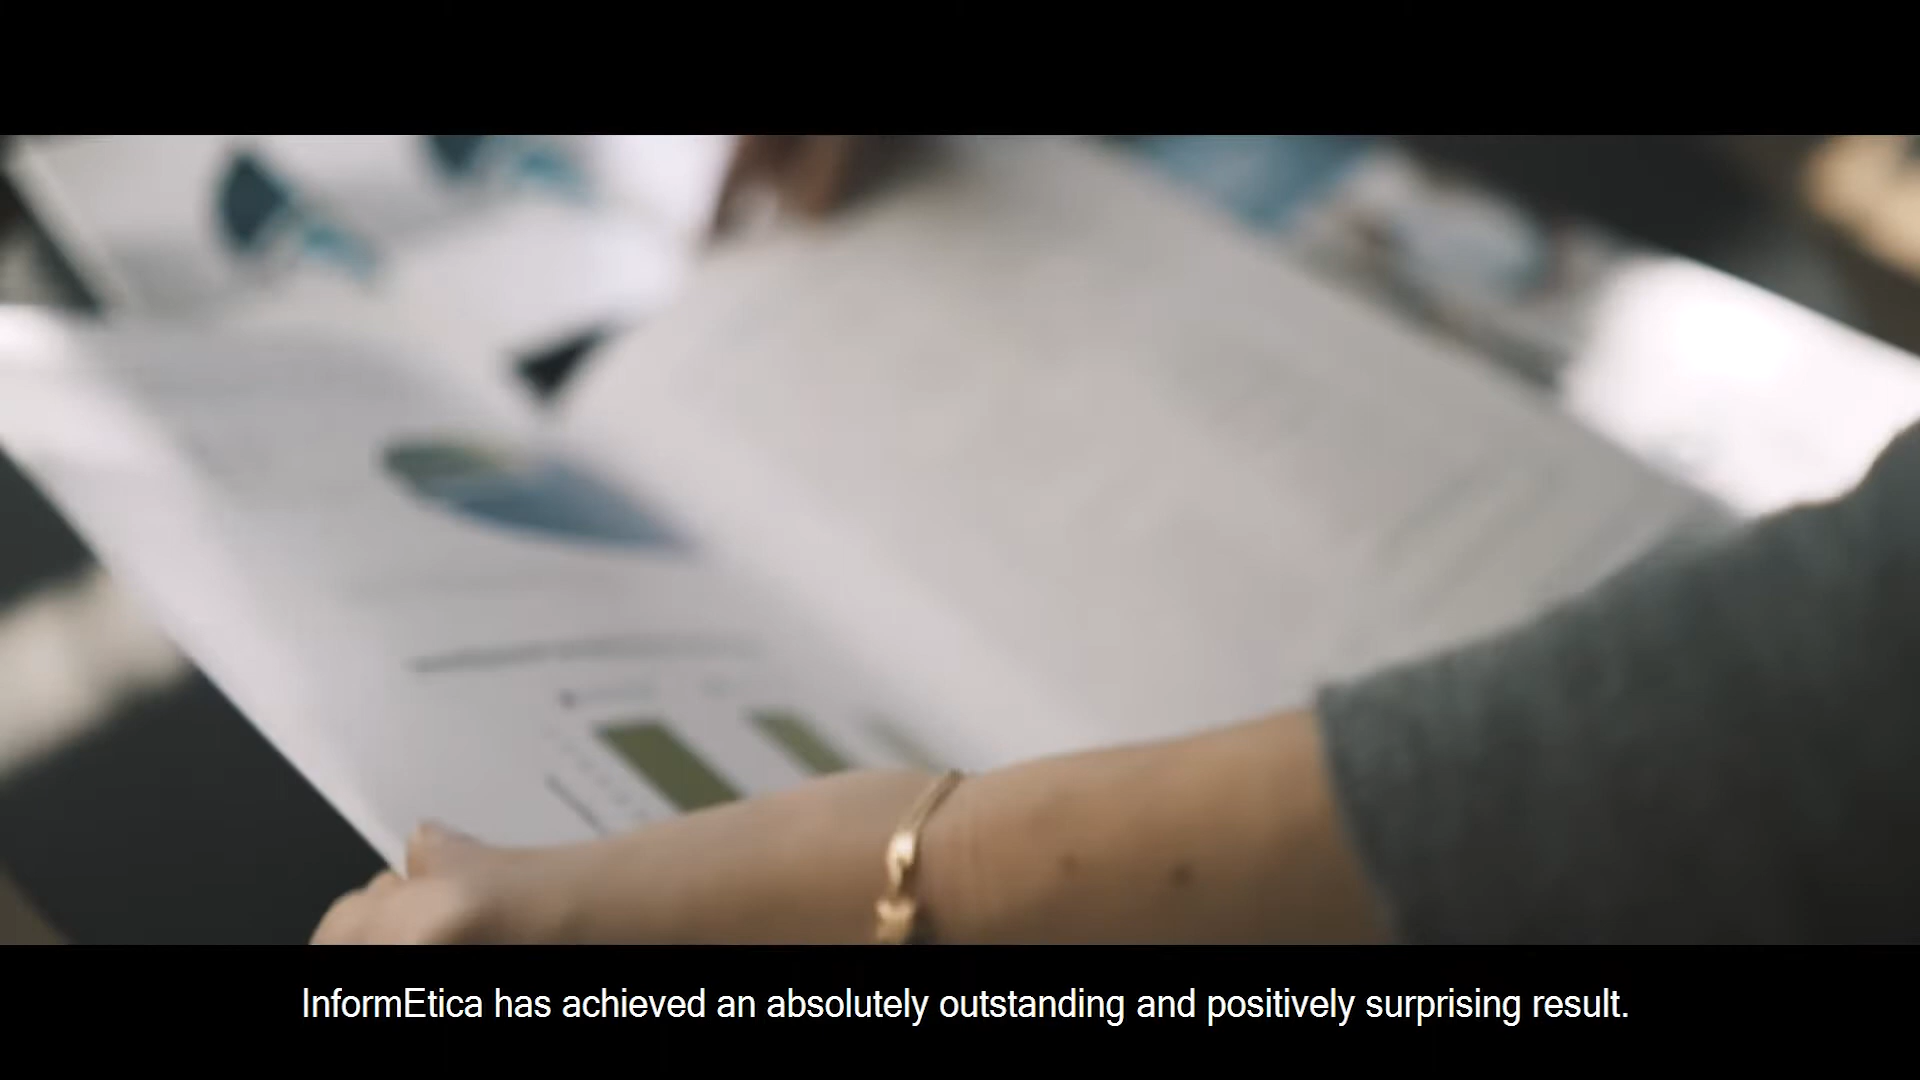 InformEtica has achieved an absolutely outstanding and positively surprising result.